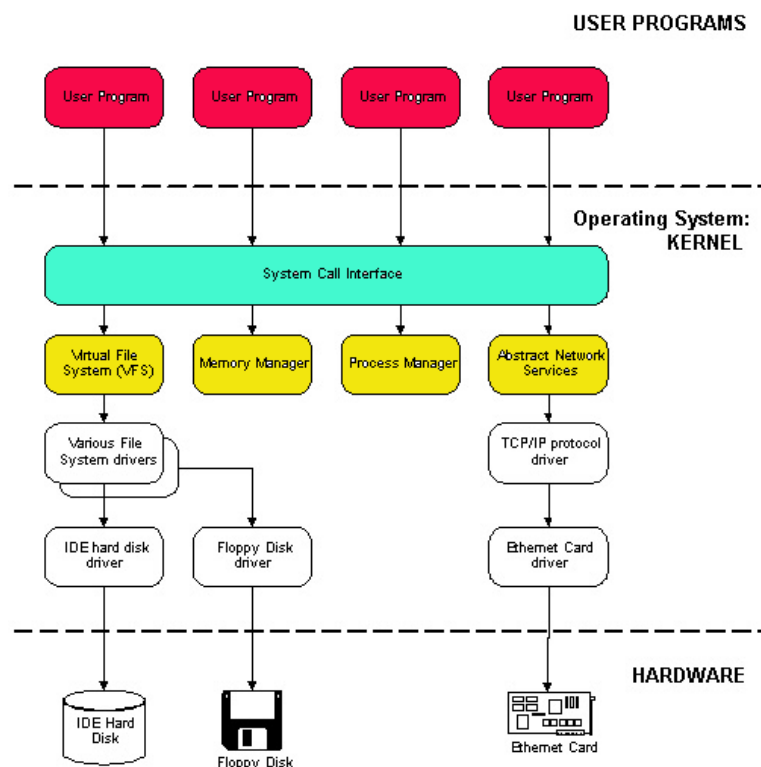 USER PROGRAMS
User Program
User Program
User Program
User Program
Operating System:
KERNEL
System Call Interface
Virtual File
System (VFS)
Memory Manager
Process Manager
Abstract Network
Services
Various File
System drivers
TCP/IP protocol
driver
IDE hard disk
driver
Floppy Disk
driver
Ethernet Card
driver
HARDWARE
IDE Hard
Disk
Floppy Disk
Ethernet Card